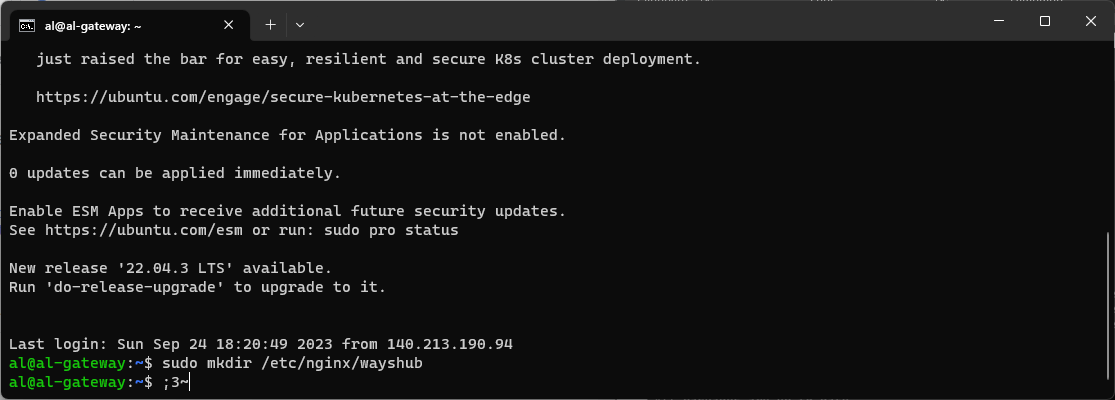 al@al-gateway: ~
just raised the bar for easy, resilient and secure K8s cluster deployment.
https://ubuntu.com/engage/secure-kubernetes-at-the-edge
Expanded Security Maintenance for Applications is not enabled.
0 updates can be applied immediately.
Enable ESM Apps to receive additional future security updates.
See https://ubuntu.com/esm or run: sudo pro status
New release '22.04.3 LTS' available.
Run 'do-release-upgrade' to upgrade to it.
Last login: Sun Sep 24 18:20:49 2023 from 140.213.190.94
al@al-gateway:~$ sudo mkdir /etc/nginx/wayshub
al@al-gateway:~$ ;3~